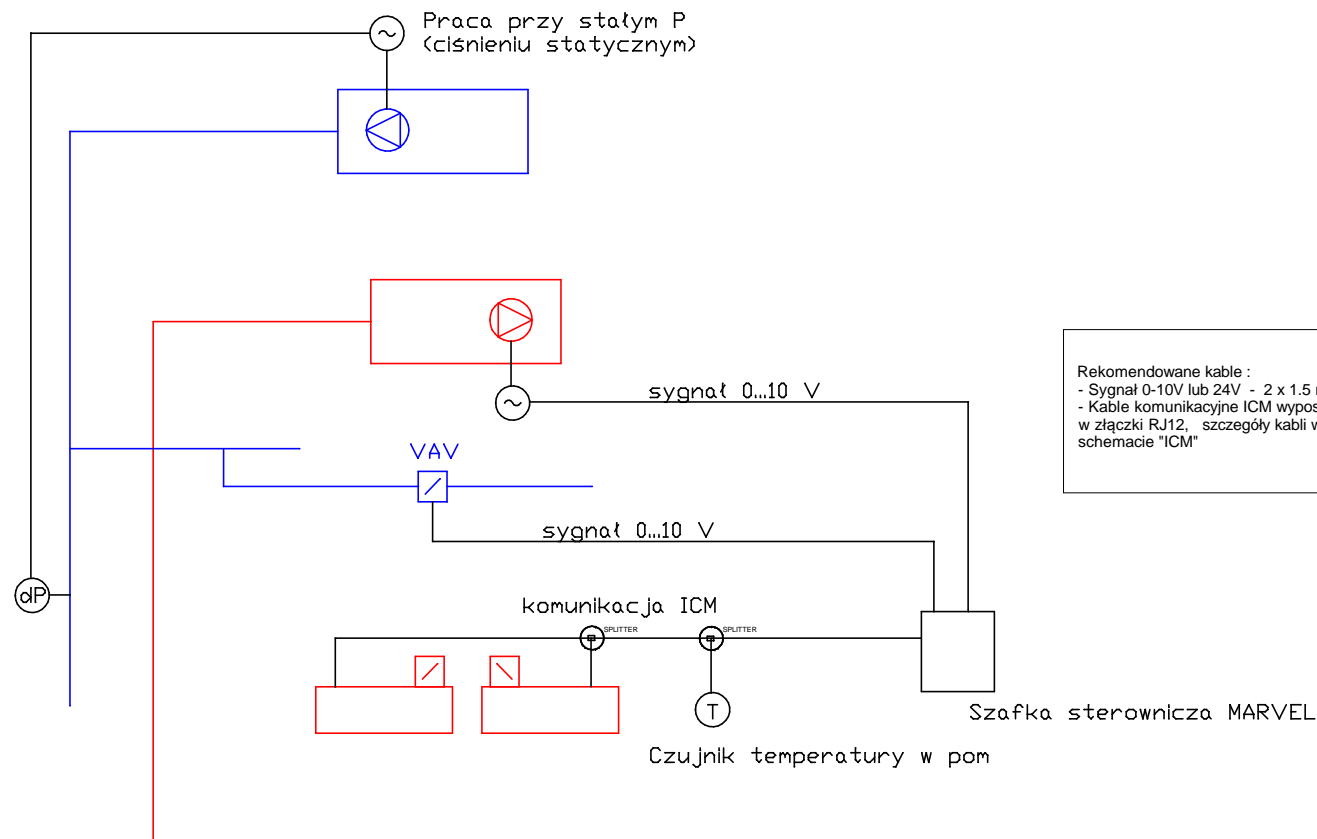 Praca przy stałym P
(ciśnieniu statycznym)
sygnał 0...10 V
Rekomendowane kable :
- Sygnał 0-10V lub 24V - 2 x 1.5
- Kable komunikacyjne ICM
w złączki RJ12, szczegóły kabli
schemacie "ICM"
VAV
sygnał 0...10 V
dP
komunikacja ICM
SPLITTER
SPLITTER
T
Szafka sterownicza MARVEL
Czujnik temperatury w pom